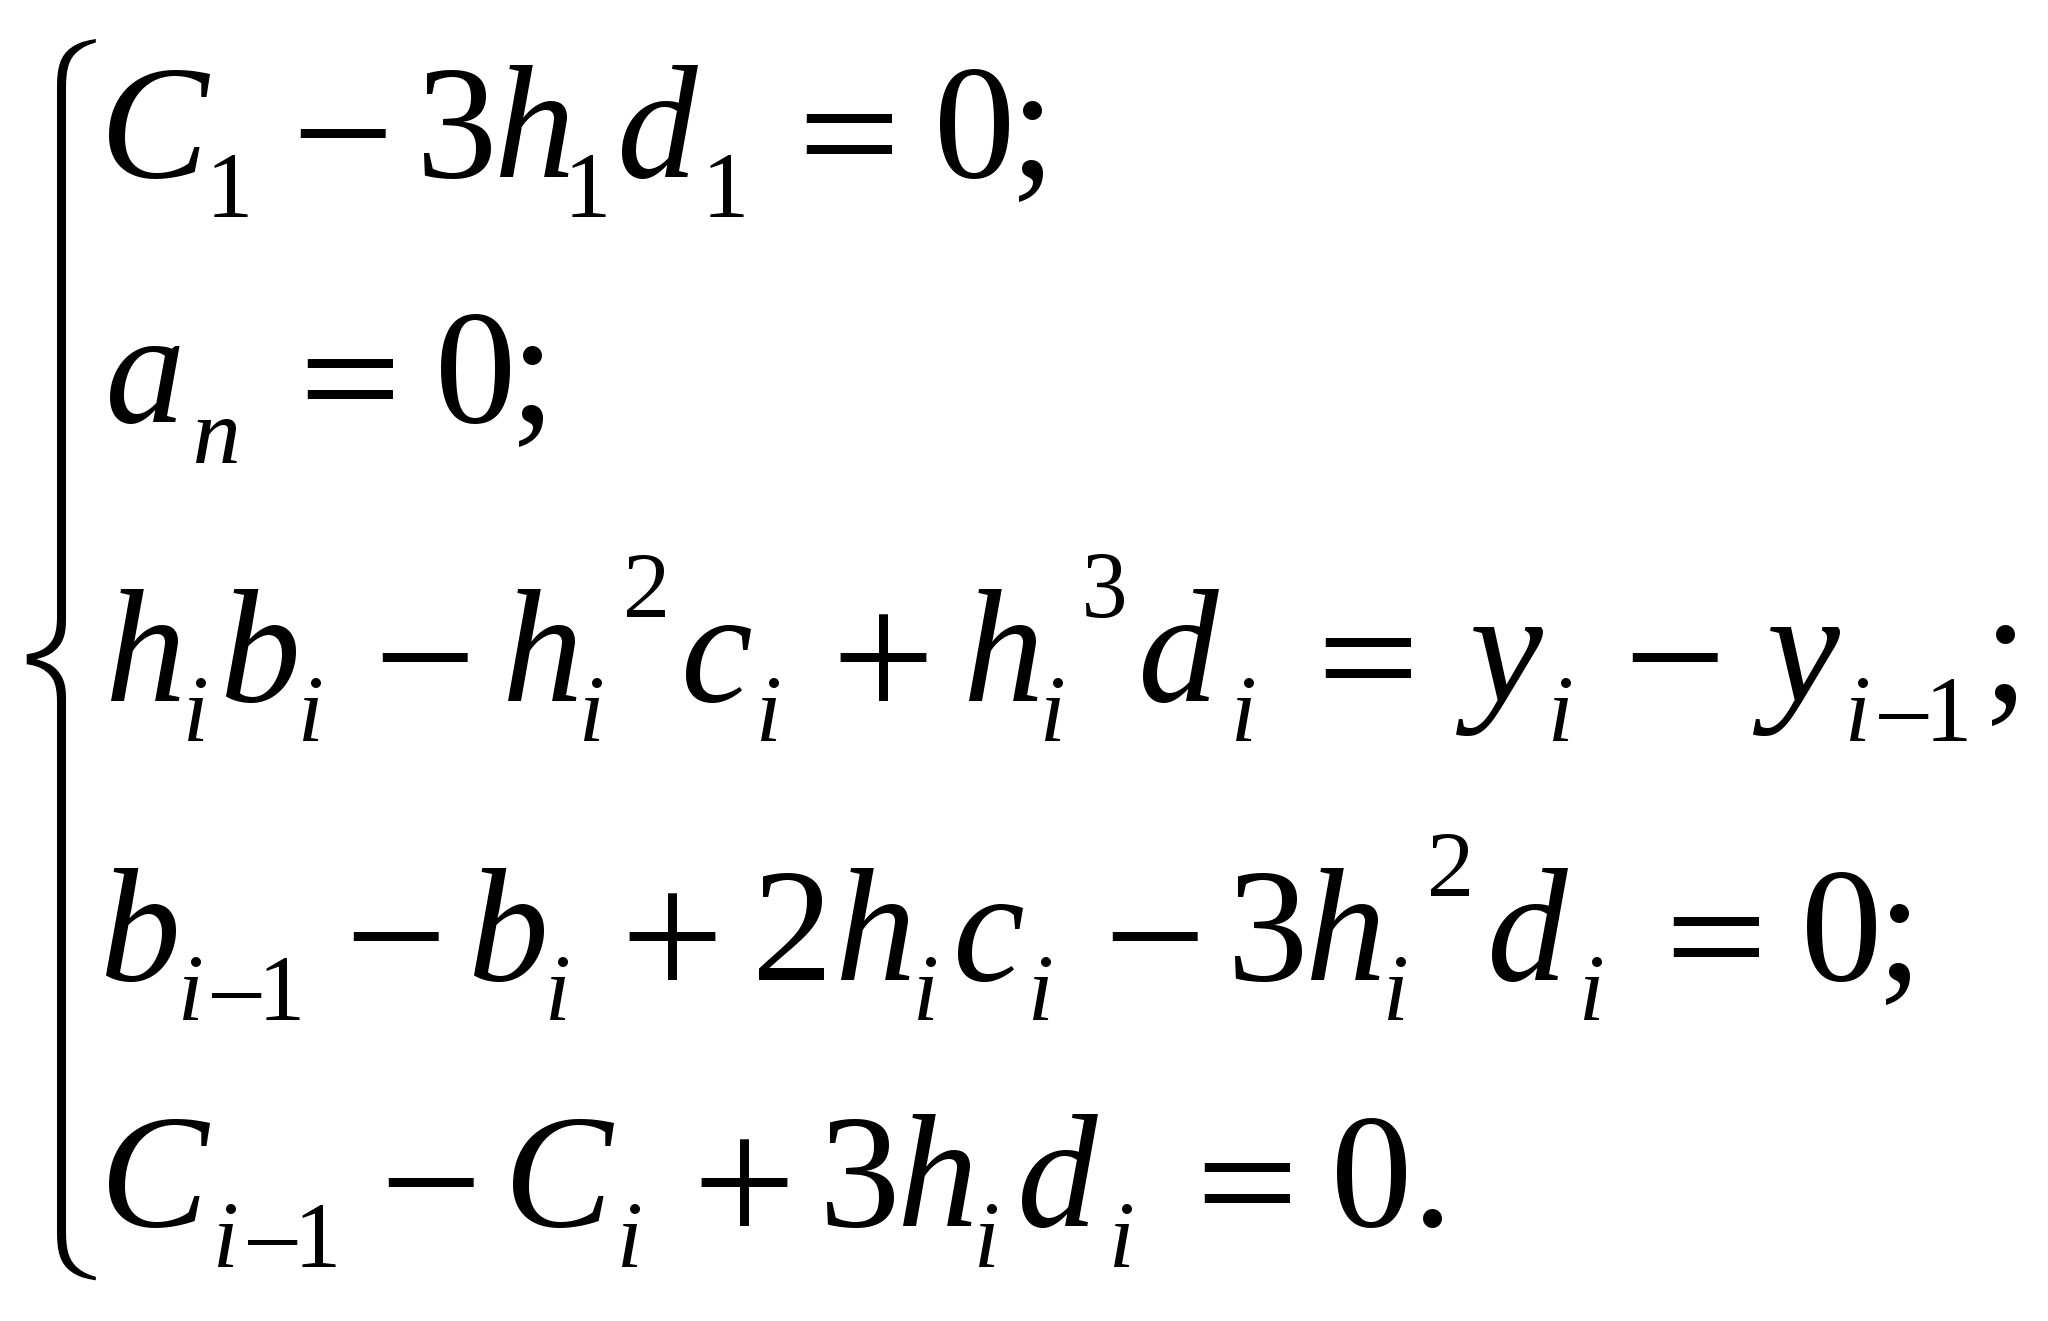 C₁ − 3h₁d₁ = 0;
aₙ = 0;
hᵢbᵢ − hᵢ²cᵢ + hᵢ³dᵢ = yᵢ − yᵢ₋₁;
bᵢ₋₁ − bᵢ + 2hᵢcᵢ − 3hᵢ²dᵢ = 0;
Cᵢ₋₁ − Cᵢ + 3hᵢdᵢ = 0.